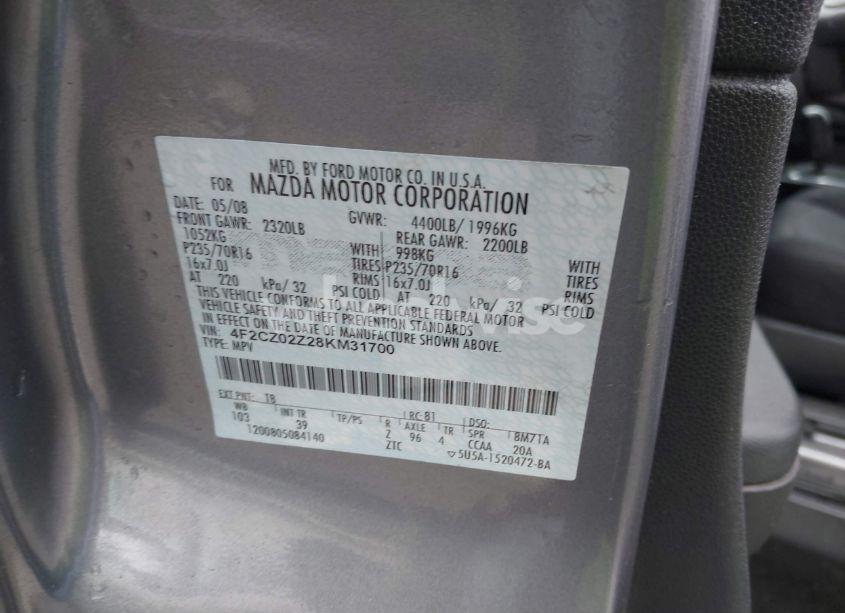 MFD. BY FORD MOTOR CO. IN U.S.A.
FOR MAZDA MOTOR CORPORATION
DATE: 05/08 GVWR: 4400LB/ 1996KG
FRONT GAWR: 2320LB REAR GAWR: 2200LB
1052KG WITH 998KG WITH
P235/70R16 TIRES P235/70R16 TIRES
16x7.0J RIMS 16x7.0J RIMS
AT 220 kPa/ 32 PSI COLD AT 220 kPa/ 32 PSI COLD
THIS VEHICLE CONFORMS TO ALL APPLICABLE FEDERAL MOTOR
VEHICLE SAFETY AND THEFT PREVENTION STANDARDS
IN EFFECT ON THE DATE OF MANUFACTURE SHOWN ABOVE.
VIN: 4F2CZ02Z28KM31700
TYPE: MPV
EXT PNT: T8 RC: 81 DSO:
WB INT TR TP/PS R AXLE TR SPR 8M7TA
103 39 Z 96 4 CCAA 20A
1200805084140 ZTC 5U5A-1520472-BA